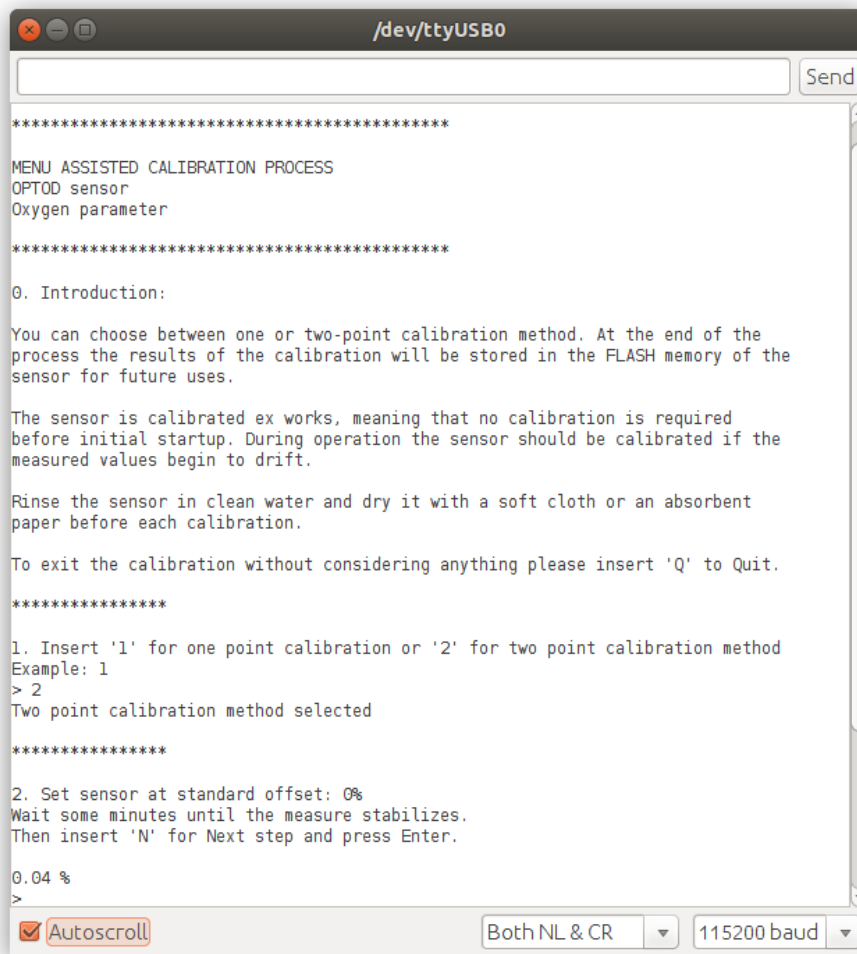 /dev/ttyUSB0
Send
*********************************************
MENU ASSISTED CALIBRATION PROCESS
OPTOD sensor
Oxygen parameter
*********************************************
0. Introduction:
You can choose between one or two-point calibration method. At the end of the
process the results of the calibration will be stored in the FLASH memory of the
sensor for future uses.
The sensor is calibrated ex works, meaning that no calibration is required
before initial startup. During operation the sensor should be calibrated if the
measured values begin to drift.
Rinse the sensor in clean water and dry it with a soft cloth or an absorbent
paper before each calibration.
To exit the calibration without considering anything please insert 'Q' to Quit.
****************
1. Insert '1' for one point calibration or '2' for two point calibration method
Example: 1
> 2
Two point calibration method selected
****************
2. Set sensor at standard offset: 0%
Wait some minutes until the measure stabilizes.
Then insert 'N' for Next step and press Enter.
0.04 %
>
Autoscroll
Both NL & CR
115200 baud